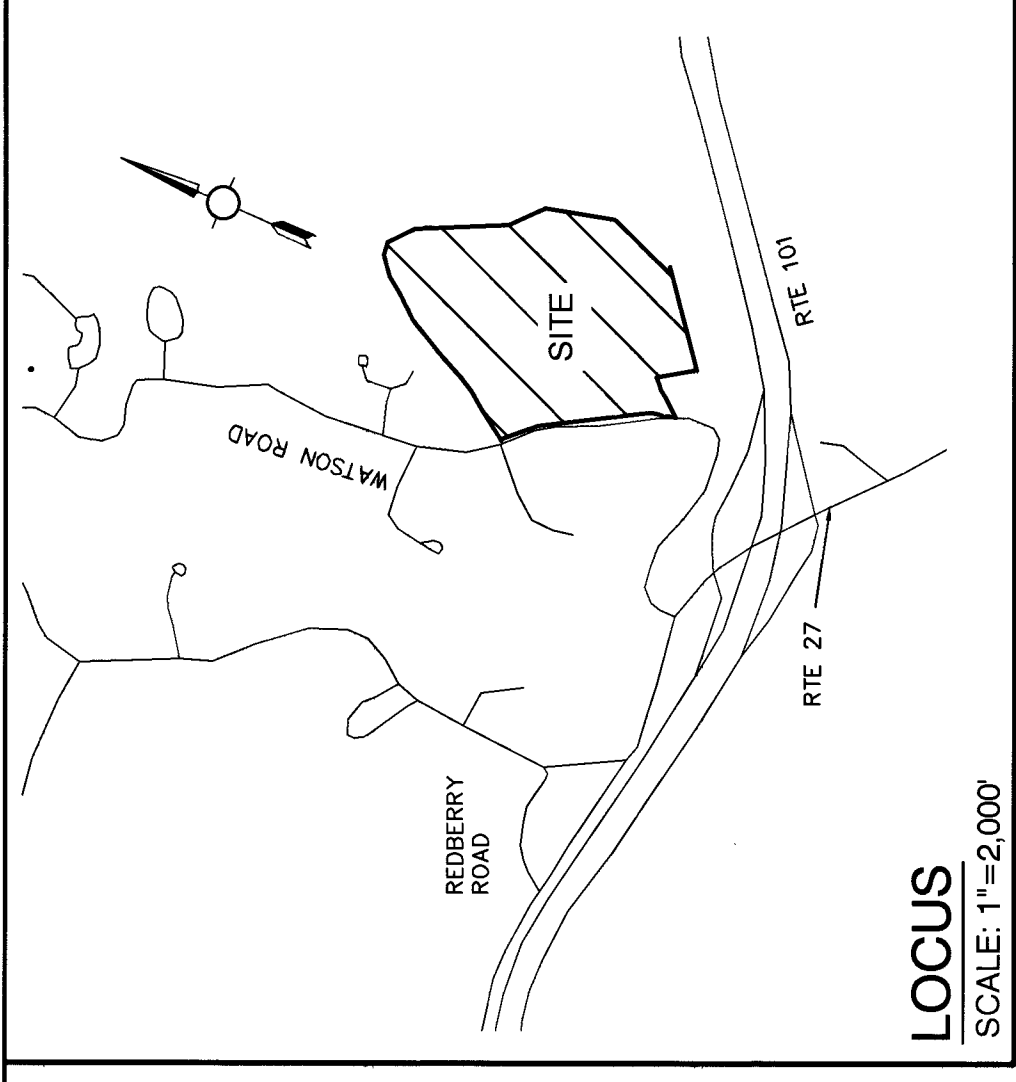 WATSON ROAD
SITE
RTE 101
RTE 27
REDBERRY
ROAD
LOCUS
SCALE: 1"=2,000'